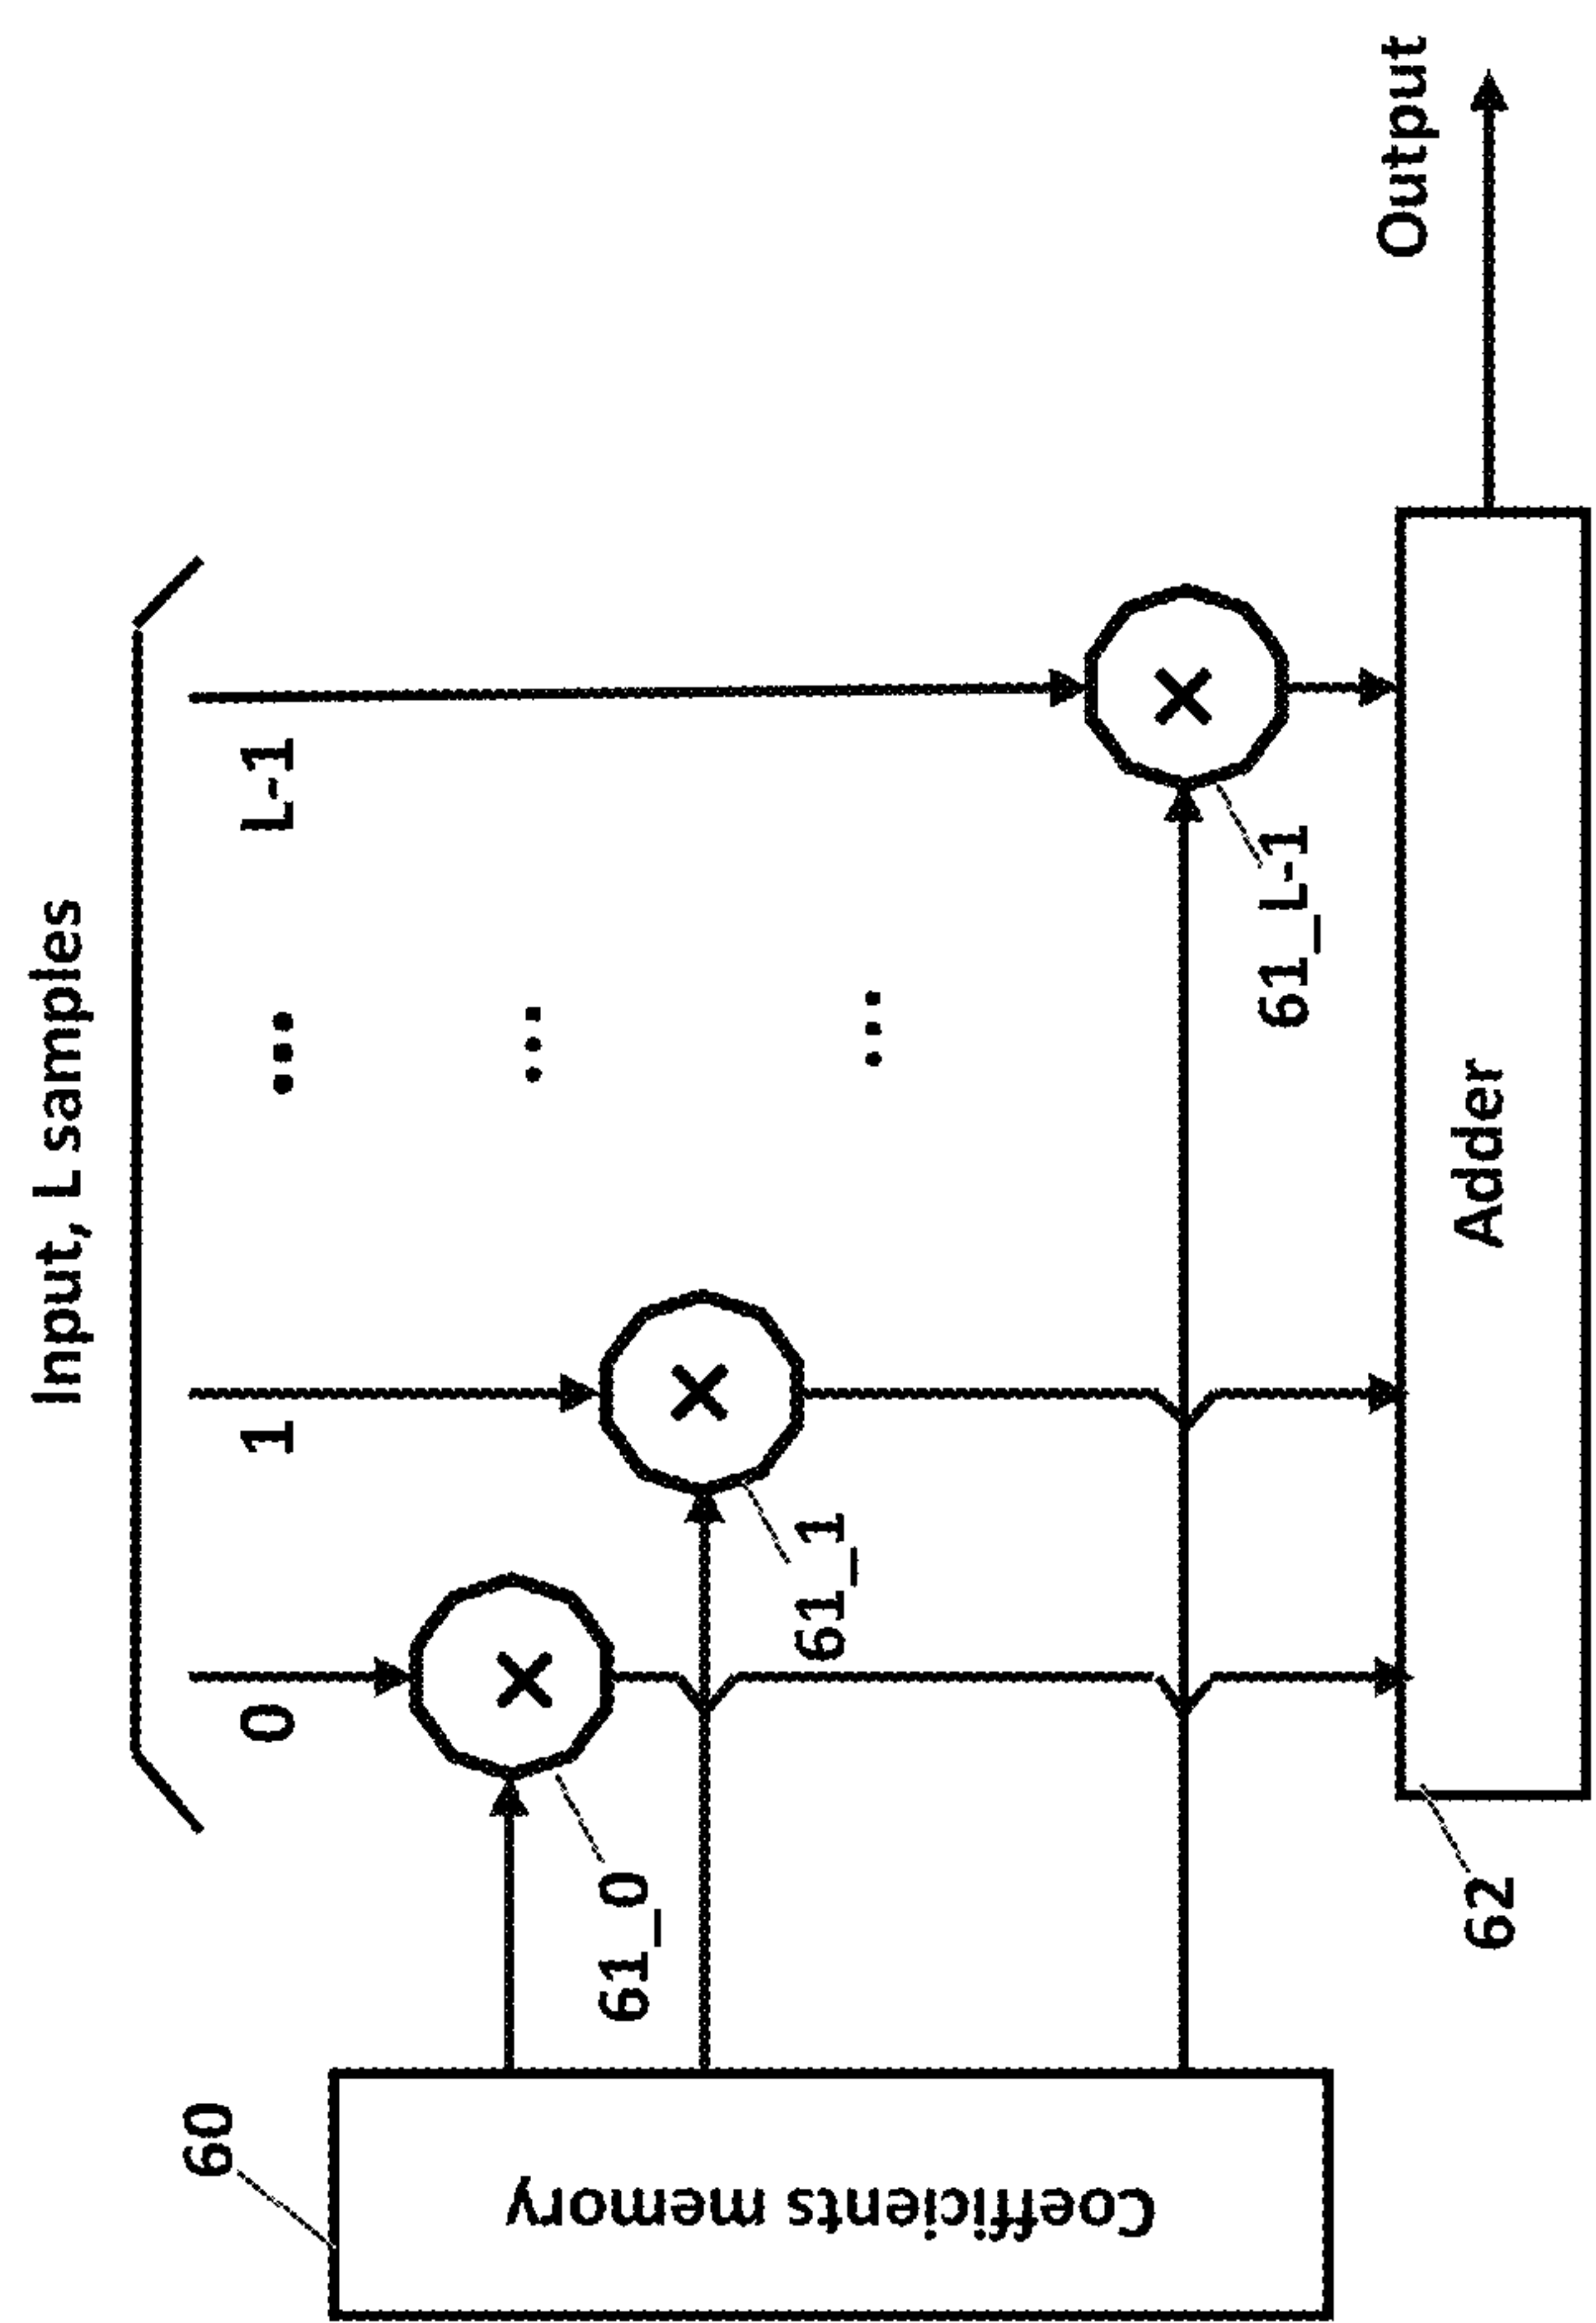 Input, L samples
0
1
...
L-1
...
...
60
Coefficients memory
61_0
61_1
61_L-1
62
Adder
Output